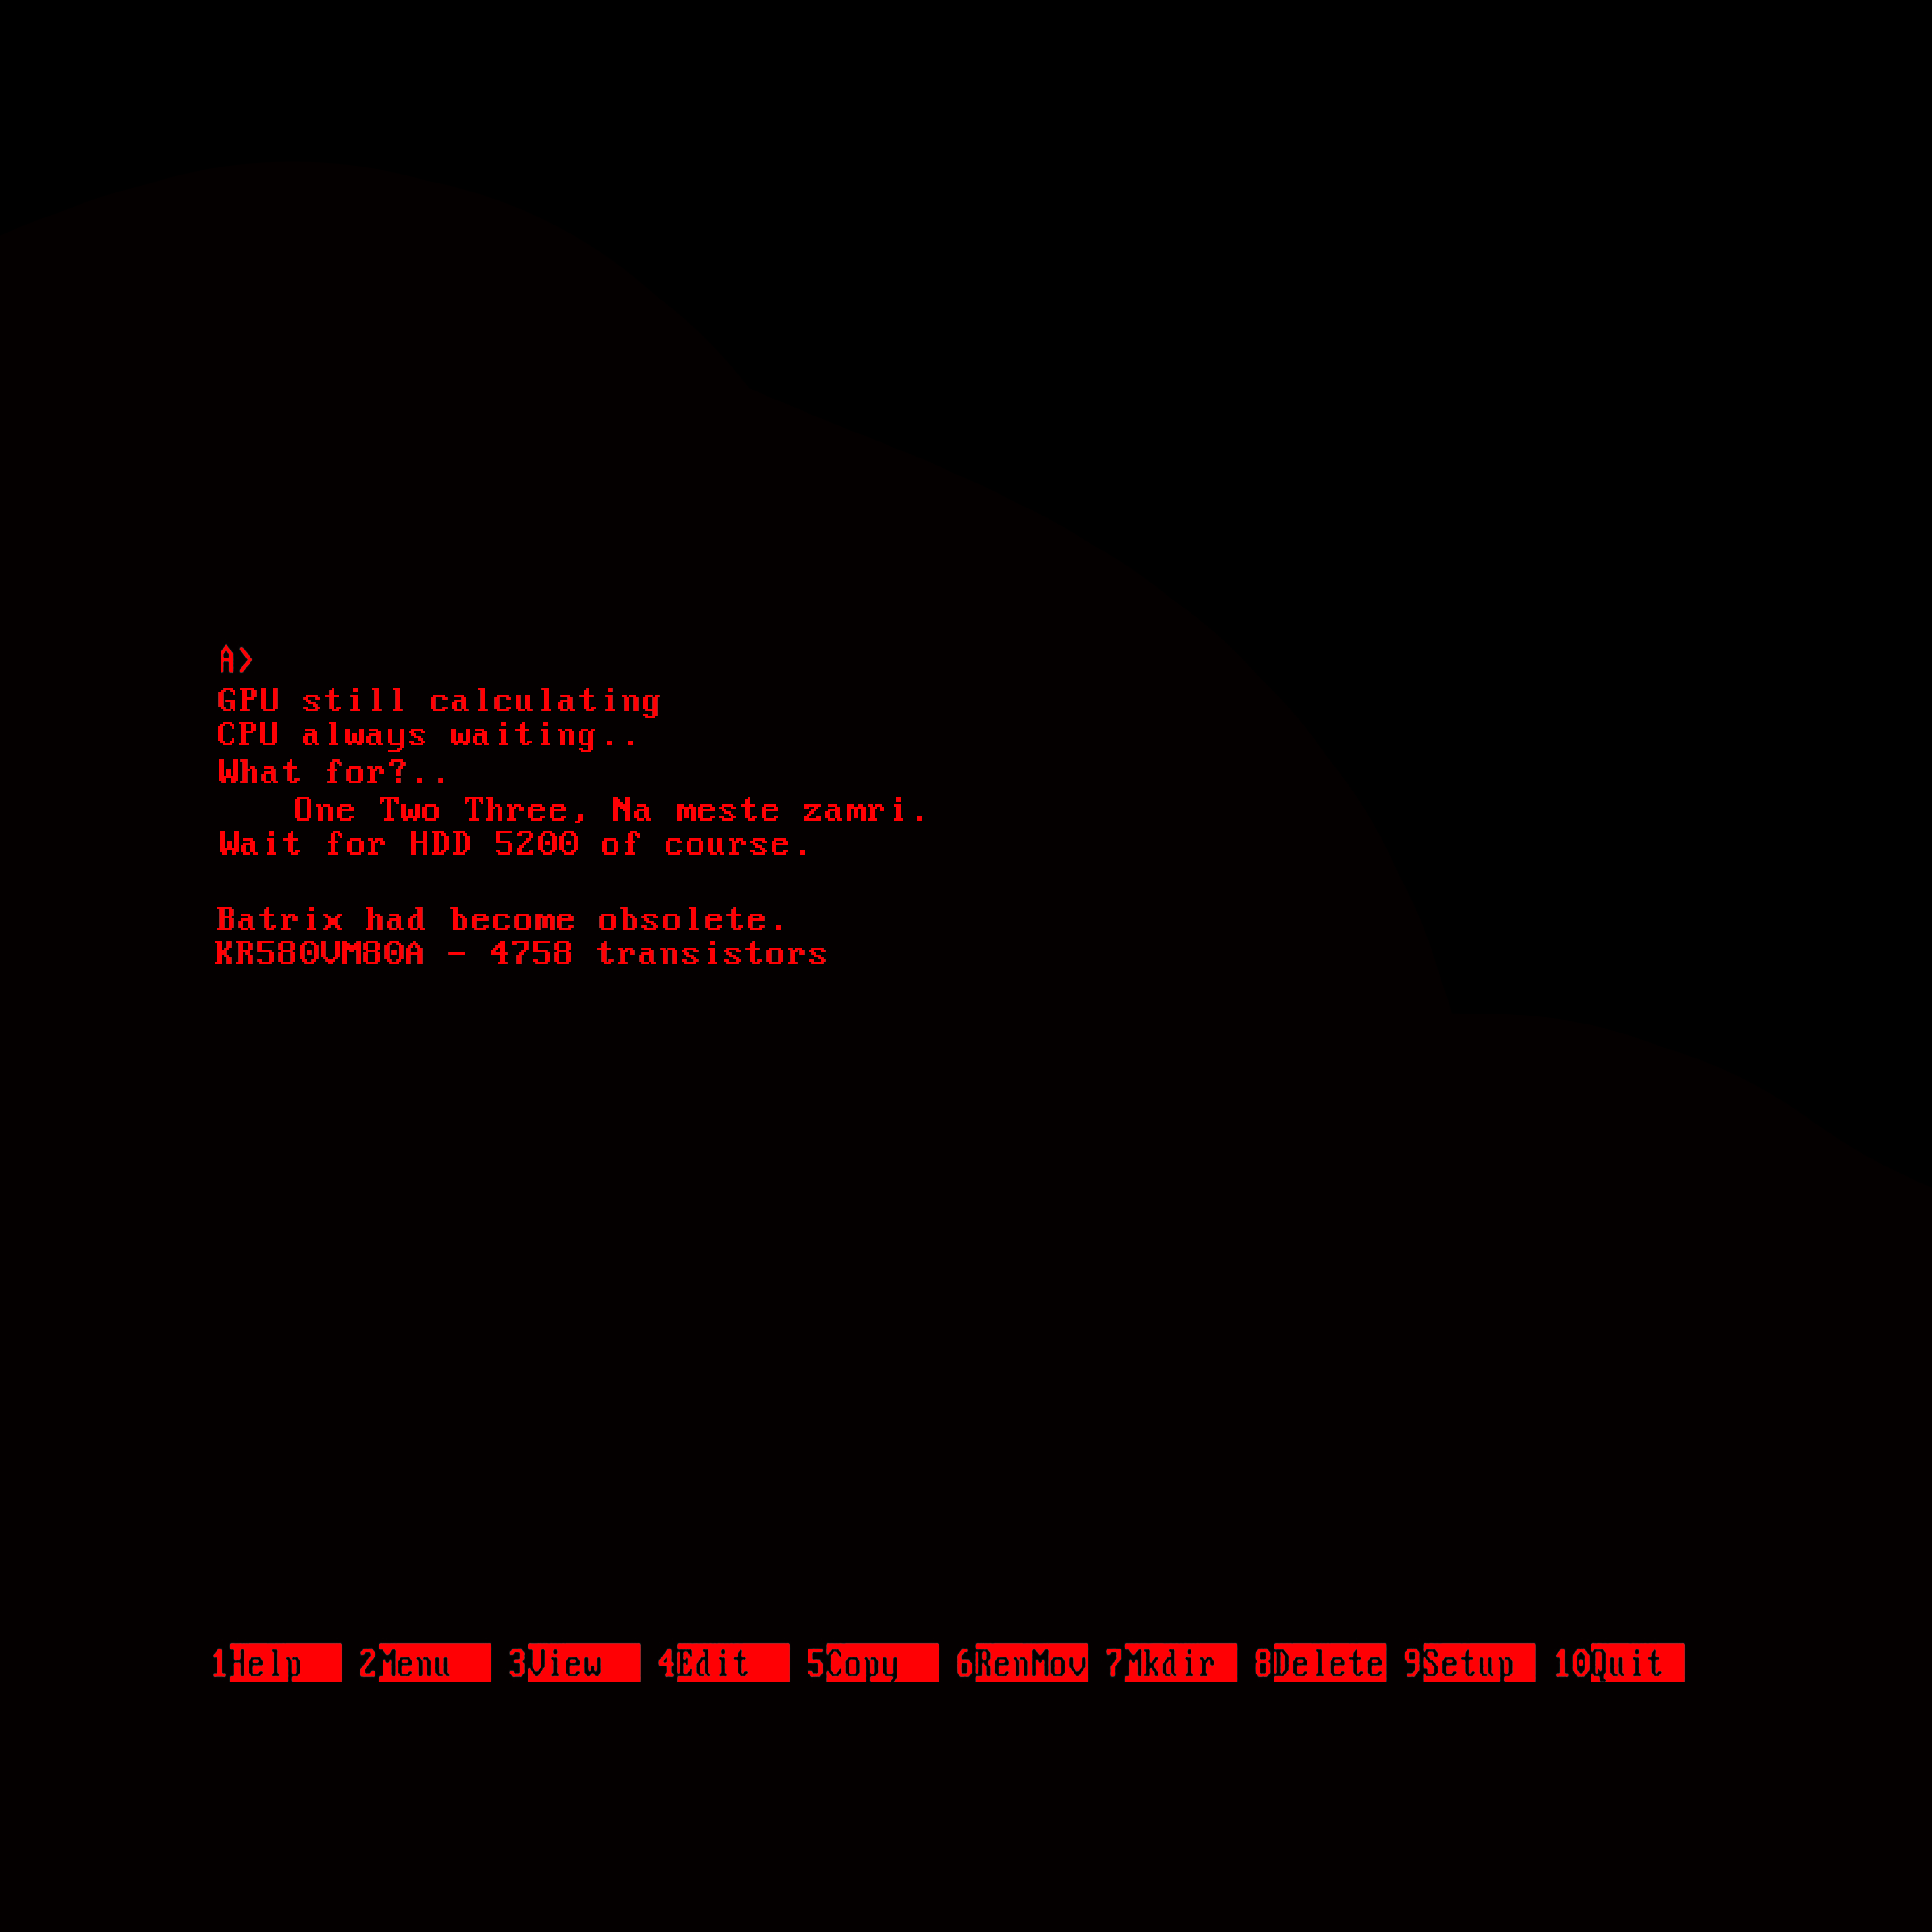 A>
GPU still calculating
CPU always waiting..
What for?..
One Two Three, Na meste zamri.
Wait for HDD 5200 of course.
Batrix had become obsolete.
KR580VM80A - 4758 transistors
1Help 2Menu 3View 4Edit 5Copy 6RenMov 7Mkdir 8Delete 9Setup 10Quit